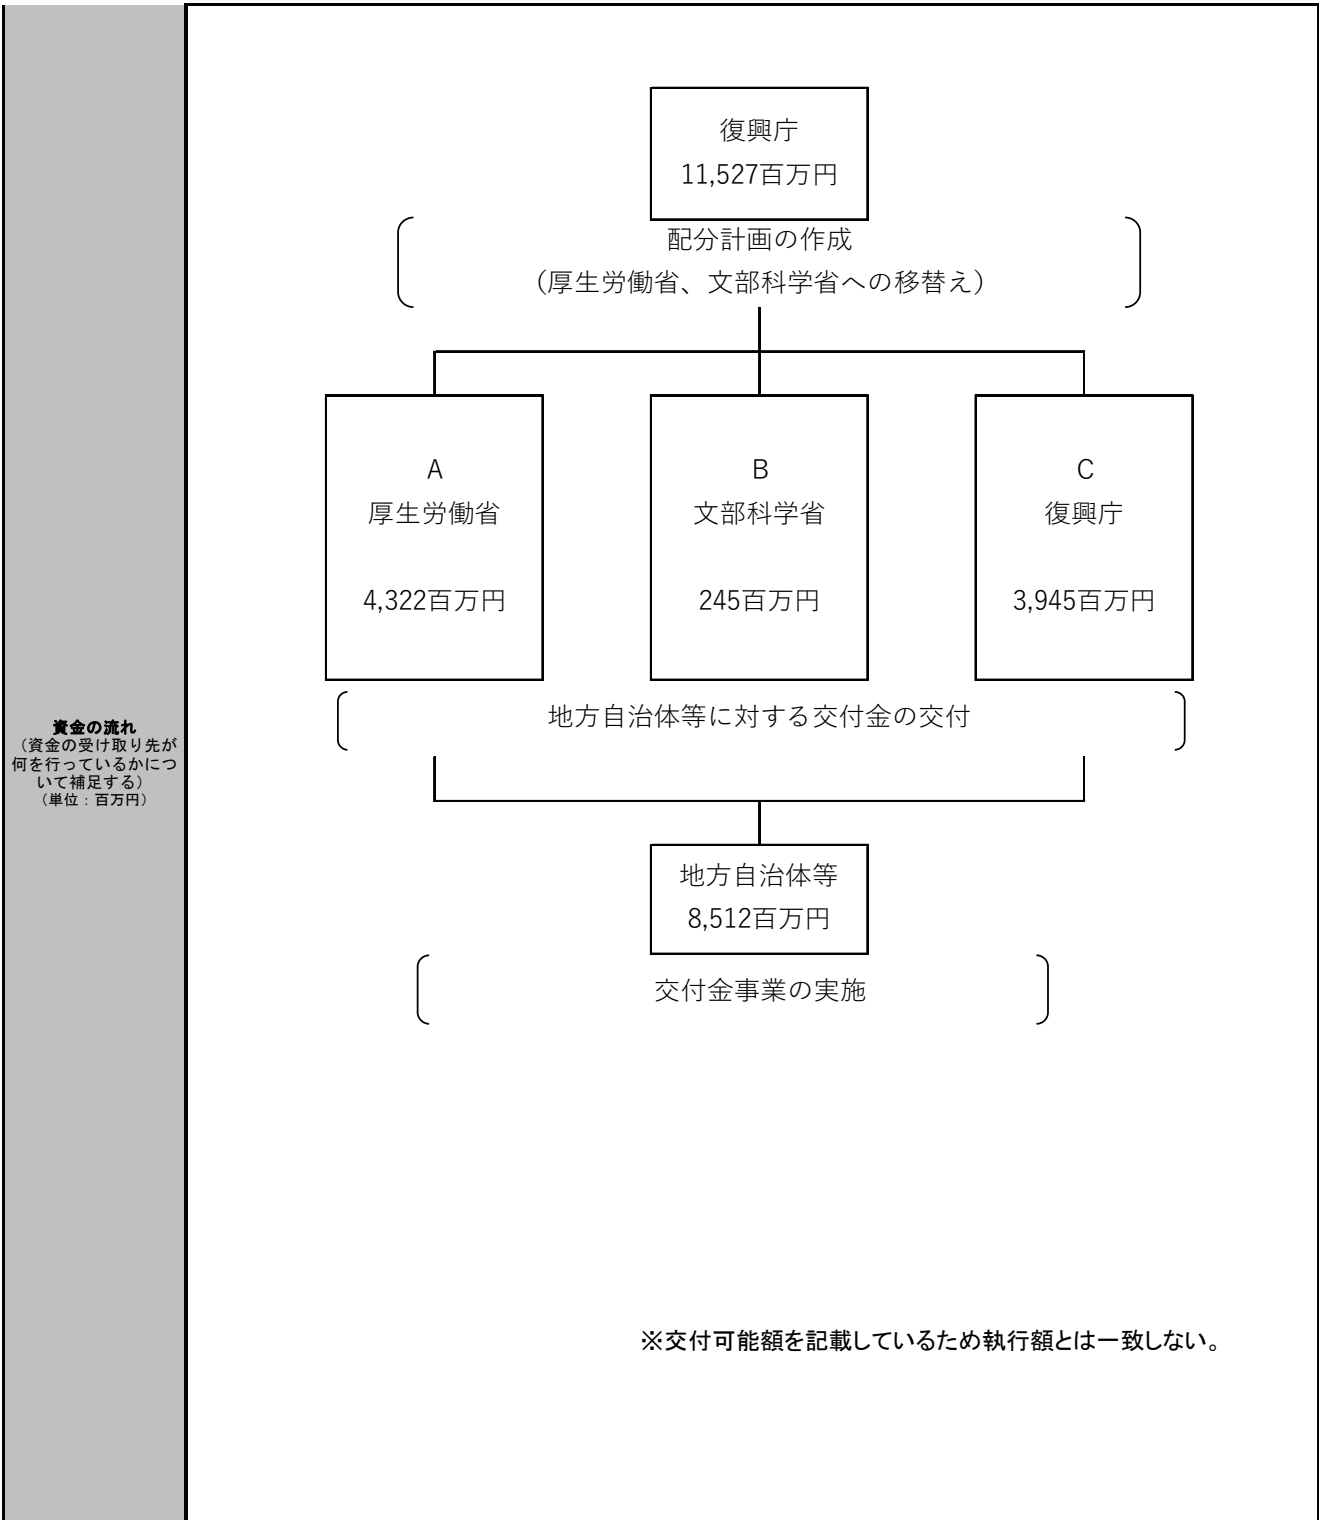 復興庁
11,527百万円
配分計画の作成
（厚生労働省、文部科学省への移替え）
A
厚生労働省
4,322百万円
B
文部科学省
245百万円
C
復興庁
3,945百万円
地方自治体等に対する交付金の交付
資金の流れ
（資金の受け取り先が
何を行っているかにつ
いて補足する）
（単位：百万円）
地方自治体等
8,512百万円
交付金事業の実施
※交付可能額を記載しているため執行額とは一致しない。